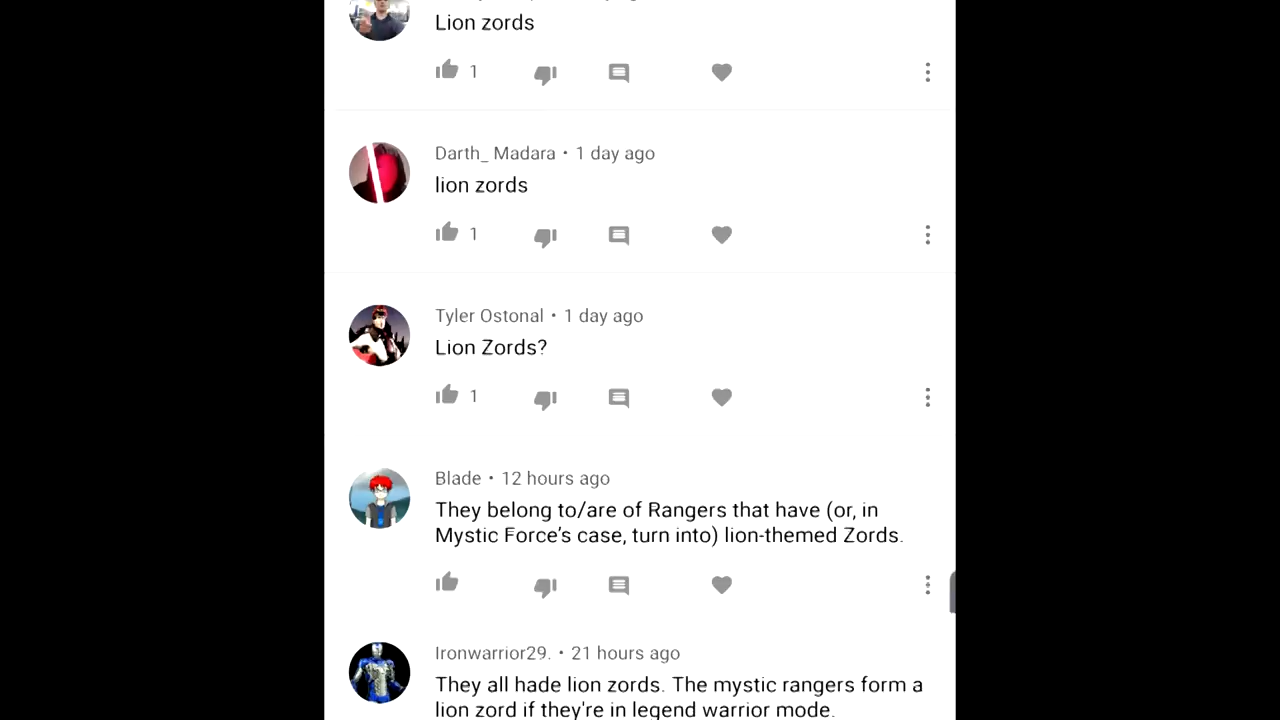 Lion zords
1
Darth_ Madara • 1 day ago
lion zords
1
Tyler Ostonal • 1 day ago
Lion Zords?
1
Blade • 12 hours ago
They belong to/are of Rangers that have (or, in
Mystic Force’s case, turn into) lion-themed Zords.
Ironwarrior29. • 21 hours ago
They all hade lion zords. The mystic rangers form a
lion zord if they're in legend warrior mode.